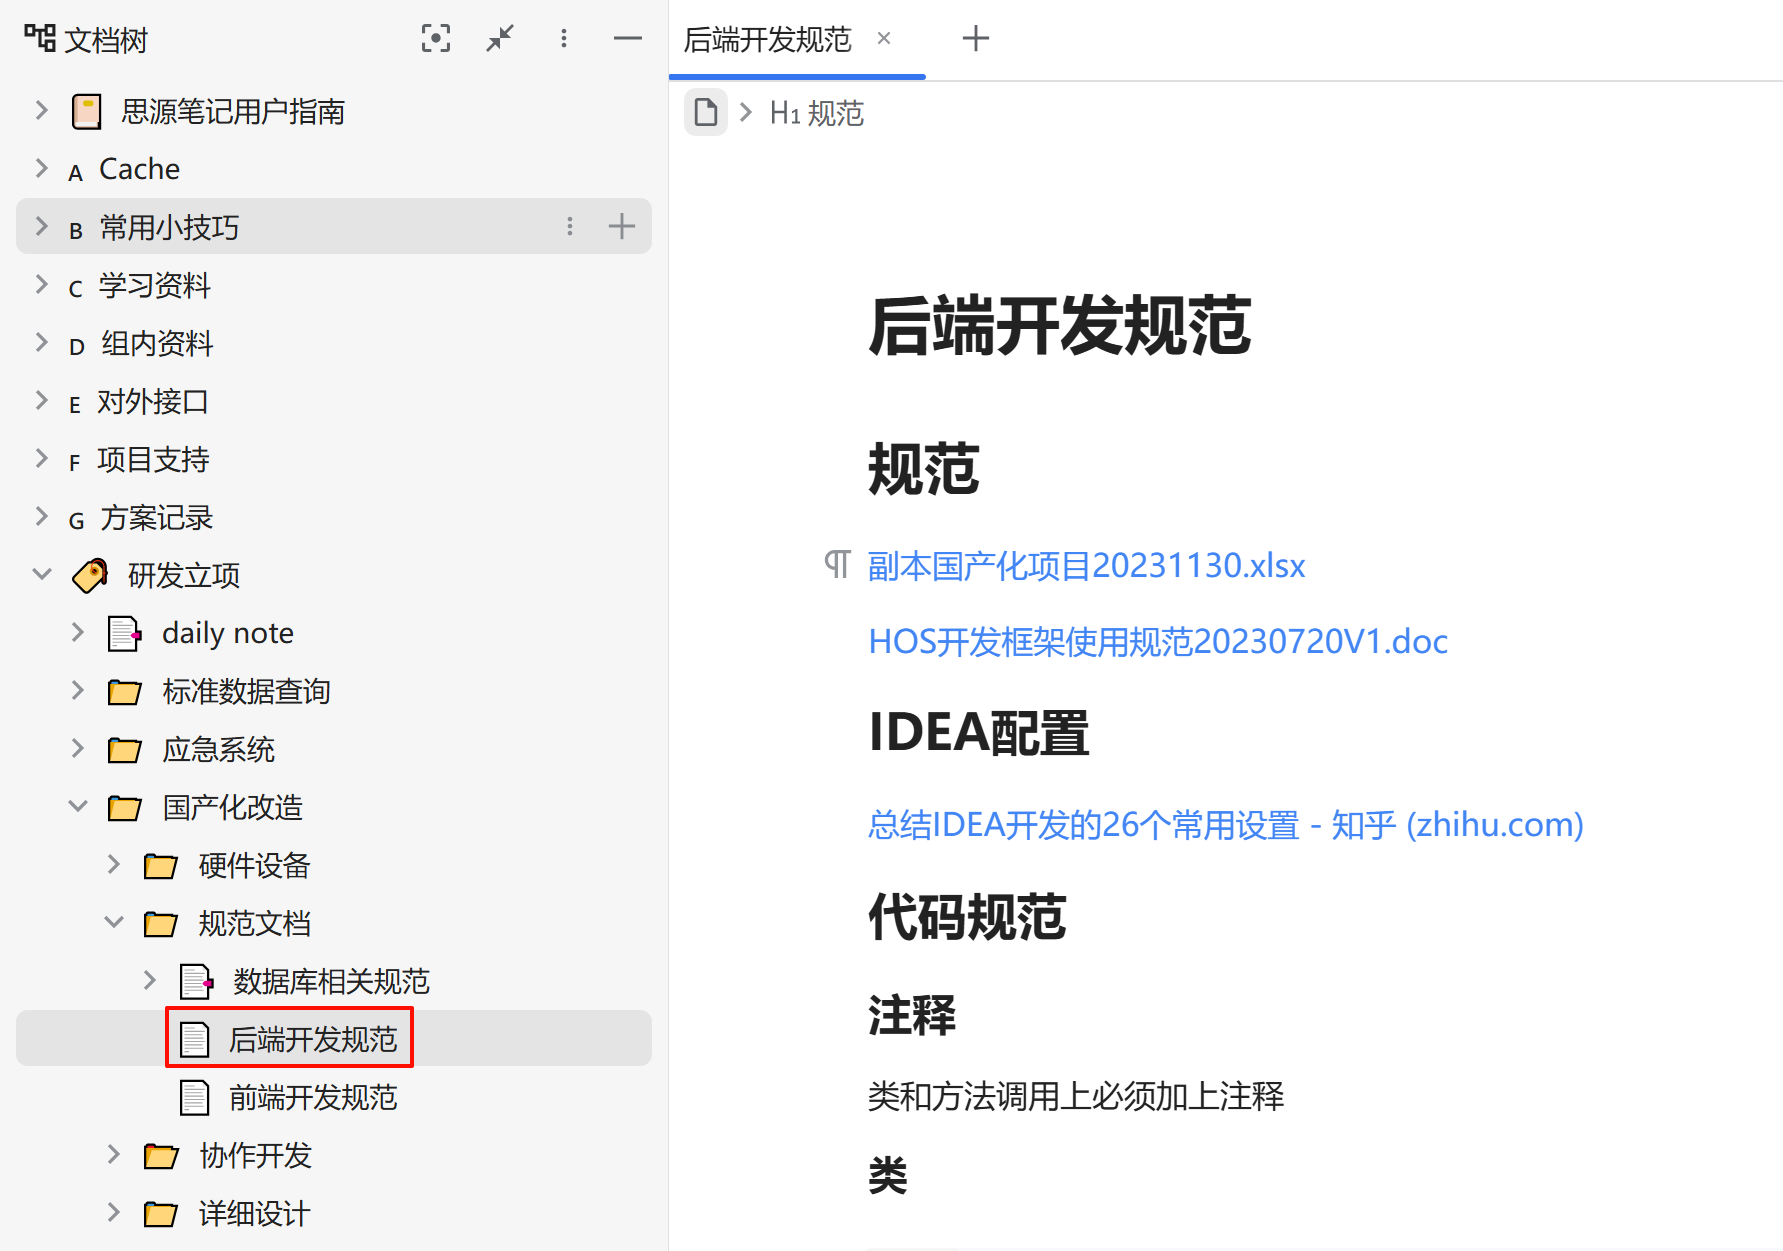 文档树
思源笔记用户指南
A Cache
B 常用小技巧
C 学习资料
D 组内资料
E 对外接口
F 项目支持
G 方案记录
研发立项
daily note
标准数据查询
应急系统
国产化改造
硬件设备
规范文档
数据库相关规范
后端开发规范
前端开发规范
协作开发
详细设计
后端开发规范
H1 规范
后端开发规范
规范
副本国产化项目20231130.xlsx
HOS开发框架使用规范20230720V1.doc
IDEA配置
总结IDEA开发的26个常用设置 - 知乎 (zhihu.com)
代码规范
注释
类和方法调用上必须加上注释
类